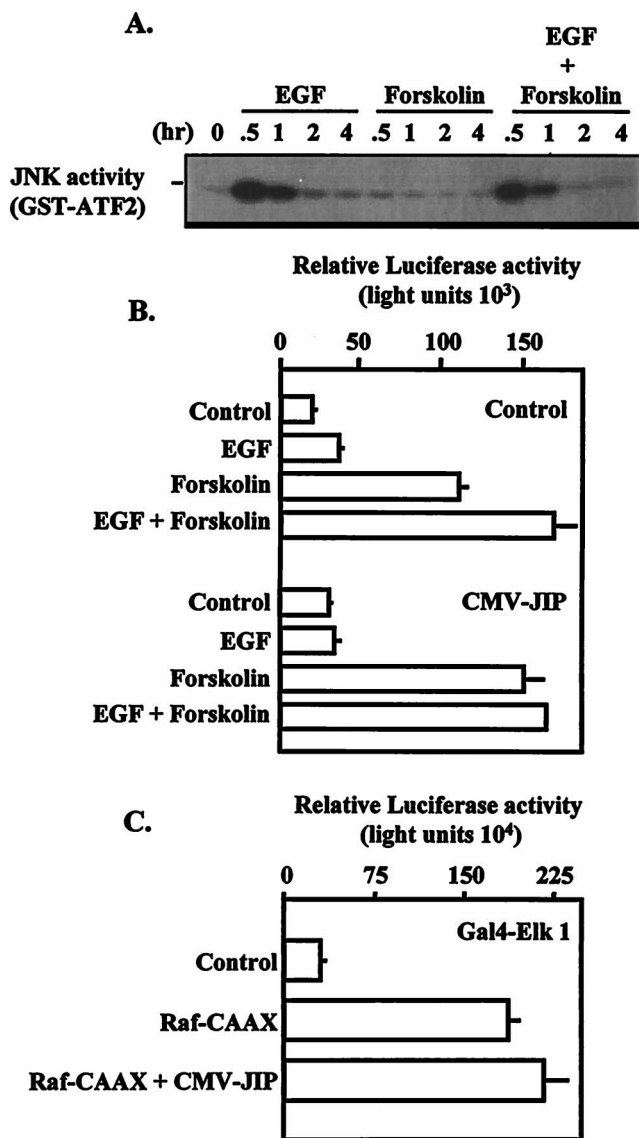 A.
EGF
+
EGF Forskolin Forskolin
(hr) 0 .5 1 2 4 .5 1 2 4 .5 1 2 4
JNK activity
(GST-ATF2)
Relative Luciferase activity
(light units 10³)
B.
0 50 100 150
Control Control
EGF
Forskolin
EGF + Forskolin
Control CMV-JIP
EGF
Forskolin
EGF + Forskolin
Relative Luciferase activity
C. (light units 10⁴)
0 75 150 225
Gal4-Elk 1
Control
Raf-CAAX
Raf-CAAX + CMV-JIP